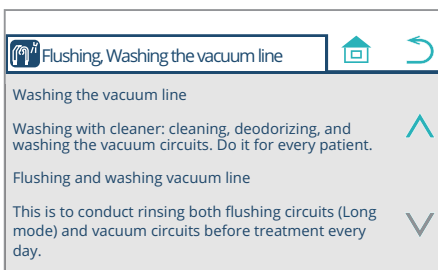 Flushing, Washing the vacuum line
Washing the vacuum line
Washing with cleaner: cleaning, deodorizing, and
washing the vacuum circuits. Do it for every patient.
Flushing and washing vacuum line
This is to conduct rinsing both flushing circuits (Long
mode) and vacuum circuits before treatment every
day.